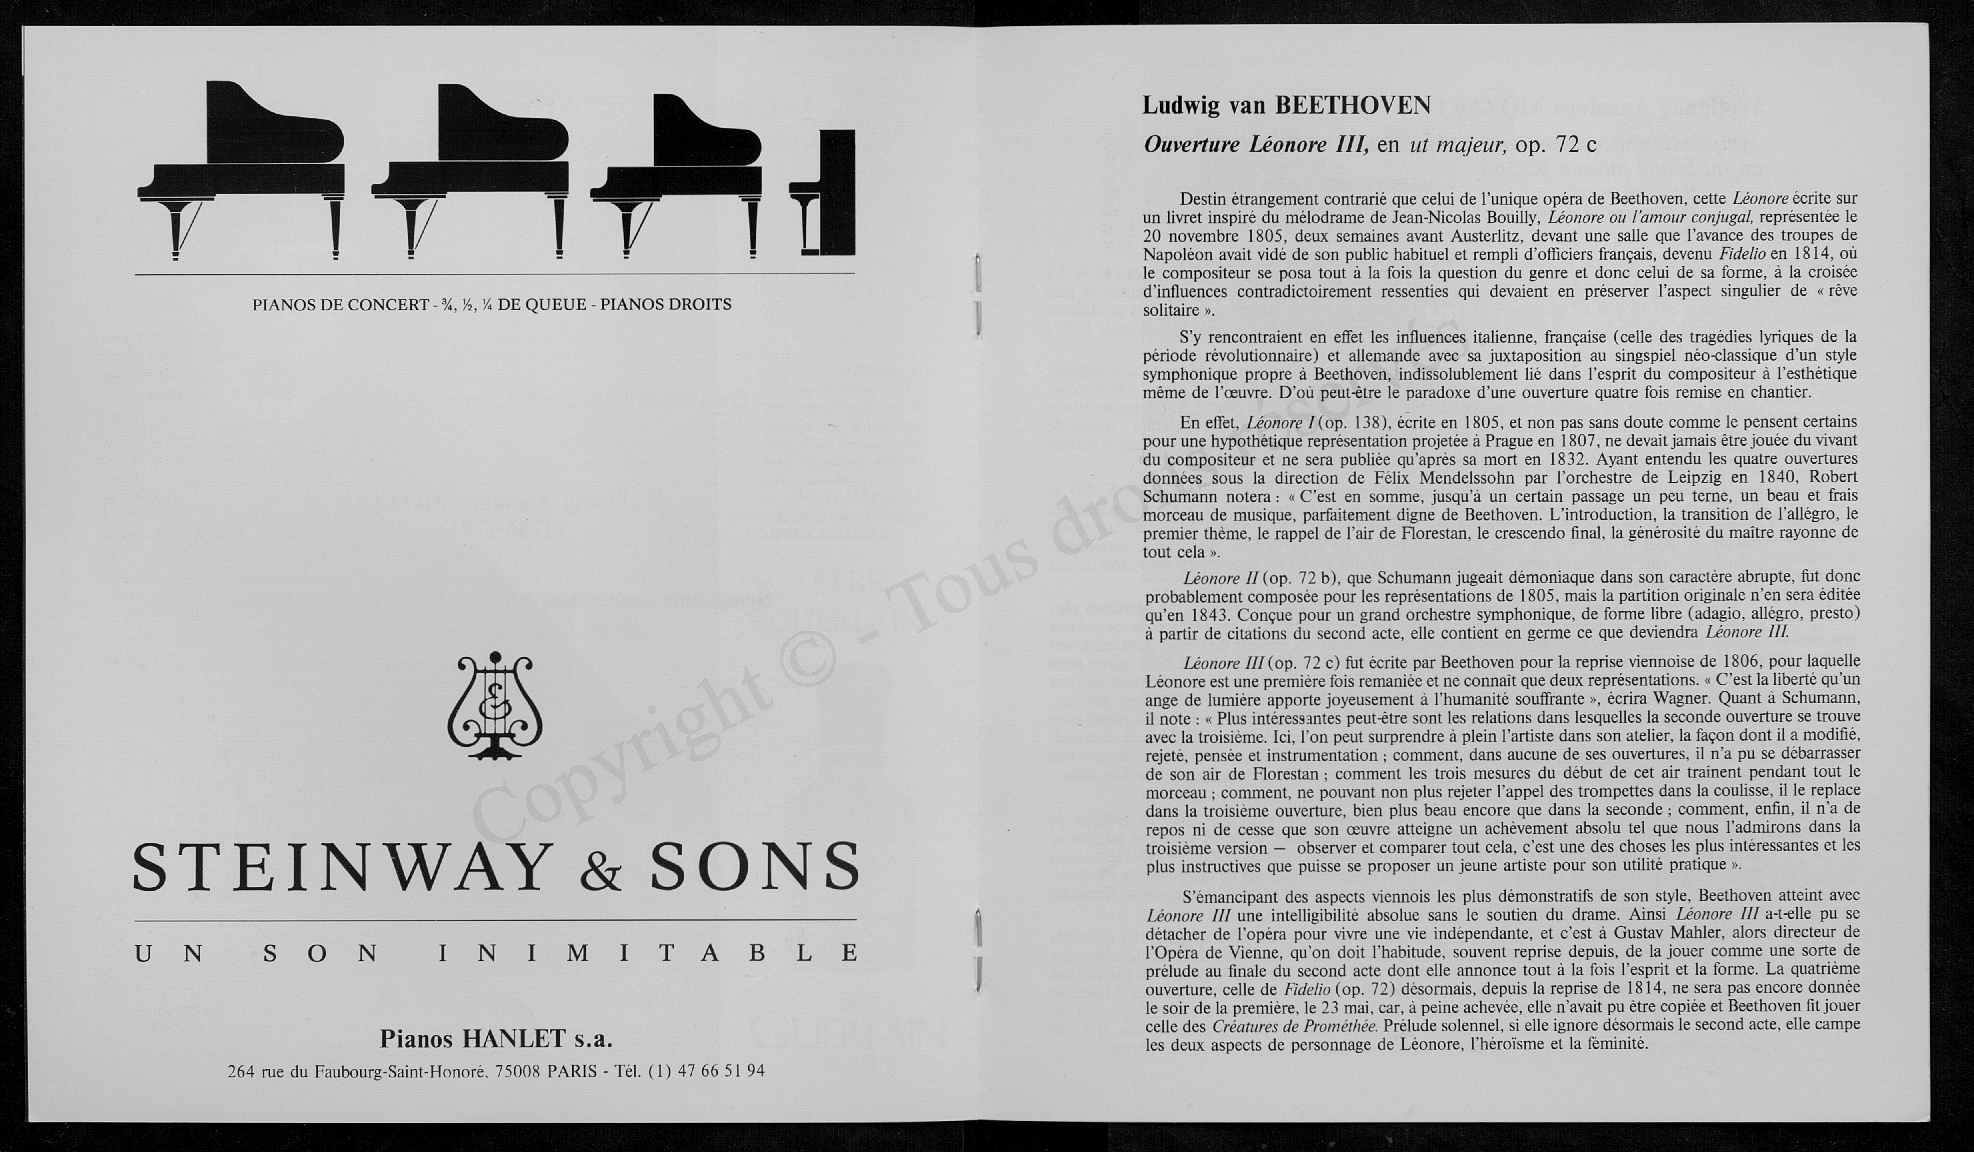 PIANOS DE CONCERT - ¾, ½, ¼ DE QUEUE - PIANOS DROITS
&
STEINWAY & SONS
UN SON INIMITABLE
Pianos HANLET s.a.
264 rue du Faubourg-Saint-Honoré, 75008 PARIS - Tél. (1) 47 66 51 94
Copyright © - Tous droits réservés
Ludwig van BEETHOVEN
Ouverture Léonore III, en ut majeur, op. 72 c
Destin étrangement contrarié que celui de l'unique opéra de Beethoven, cette Léonore écrite sur
un livret inspiré du mélodrame de Jean-Nicolas Bouilly, Léonore ou l'amour conjugal, représentée le
20 novembre 1805, deux semaines avant Austerlitz, devant une salle que l'avance des troupes de
Napoléon avait vidé de son public habituel et rempli d'officiers français, devenu Fidelio en 1814, où
le compositeur se posa tout à la fois la question du genre et donc celui de sa forme, à la croisée
d'influences contradictoirement ressenties qui devaient en préserver l'aspect singulier de « rêve
solitaire ».
S'y rencontraient en effet les influences italienne, française (celle des tragédies lyriques de la
période révolutionnaire) et allemande avec sa juxtaposition au singspiel néo-classique d'un style
symphonique propre à Beethoven, indissolublement lié dans l'esprit du compositeur à l'esthétique
même de l'œuvre. D'où peut-être le paradoxe d'une ouverture quatre fois remise en chantier.
En effet, Léonore I (op. 138), écrite en 1805, et non pas sans doute comme le pensent certains
pour une hypothétique représentation projetée à Prague en 1807, ne devait jamais être jouée du vivant
du compositeur et ne sera publiée qu'après sa mort en 1832. Ayant entendu les quatre ouvertures
données sous la direction de Félix Mendelssohn par l'orchestre de Leipzig en 1840, Robert
Schumann notera : « C'est en somme, jusqu'à un certain passage un peu terne, un beau et frais
morceau de musique, parfaitement digne de Beethoven. L'introduction, la transition de l'allégro, le
premier thème, le rappel de l'air de Florestan, le crescendo final, la générosité du maître rayonne de
tout cela ».
Léonore II (op. 72 b), que Schumann jugeait démoniaque dans son caractère abrupte, fut donc
probablement composée pour les représentations de 1805, mais la partition originale n'en sera éditée
qu'en 1843. Conçue pour un grand orchestre symphonique, de forme libre (adagio, allégro, presto)
à partir de citations du second acte, elle contient en germe ce que deviendra Léonore III.
Léonore III (op. 72 c) fut écrite par Beethoven pour la reprise viennoise de 1806, pour laquelle
Léonore est une première fois remaniée et ne connaît que deux représentations. « C'est la liberté qu'un
ange de lumière apporte joyeusement à l'humanité souffrante », écrira Wagner. Quant à Schumann,
il note : « Plus intéressantes peut-être sont les relations dans lesquelles la seconde ouverture se trouve
avec la troisième. Ici, l'on peut surprendre à plein l'artiste dans son atelier, la façon dont il a modifié,
rejeté, pensée et instrumentation ; comment, dans aucune de ses ouvertures, il n'a pu se débarrasser
de son air de Florestan ; comment les trois mesures du début de cet air traînent pendant tout le
morceau ; comment, ne pouvant non plus rejeter l'appel des trompettes dans la coulisse, il le replace
dans la troisième ouverture, bien plus beau encore que dans la seconde ; comment, enfin, il n'a de
repos ni de cesse que son œuvre atteigne un achèvement absolu tel que nous l'admirons dans la
troisième version — observer et comparer tout cela, c'est une des choses les plus intéressantes et les
plus instructives que puisse se proposer un jeune artiste pour son utilité pratique ».
S'émancipant des aspects viennois les plus démonstratifs de son style, Beethoven atteint avec
Léonore III une intelligibilité absolue sans le soutien du drame. Ainsi Léonore III a-t-elle pu se
détacher de l'opéra pour vivre une vie indépendante, et c'est à Gustav Mahler, alors directeur de
l'Opéra de Vienne, qu'on doit l'habitude, souvent reprise depuis, de la jouer comme une sorte de
prélude au finale du second acte dont elle annonce tout à la fois l'esprit et la forme. La quatrième
ouverture, celle de Fidelio (op. 72) désormais, depuis la reprise de 1814, ne sera pas encore donnée
le soir de la première, le 23 mai, car, à peine achevée, elle n'avait pu être copiée et Beethoven fit jouer
celle des Créatures de Prométhée. Prélude solennel, si elle ignore désormais le second acte, elle campe
les deux aspects de personnage de Léonore, l'héroïsme et la féminité.